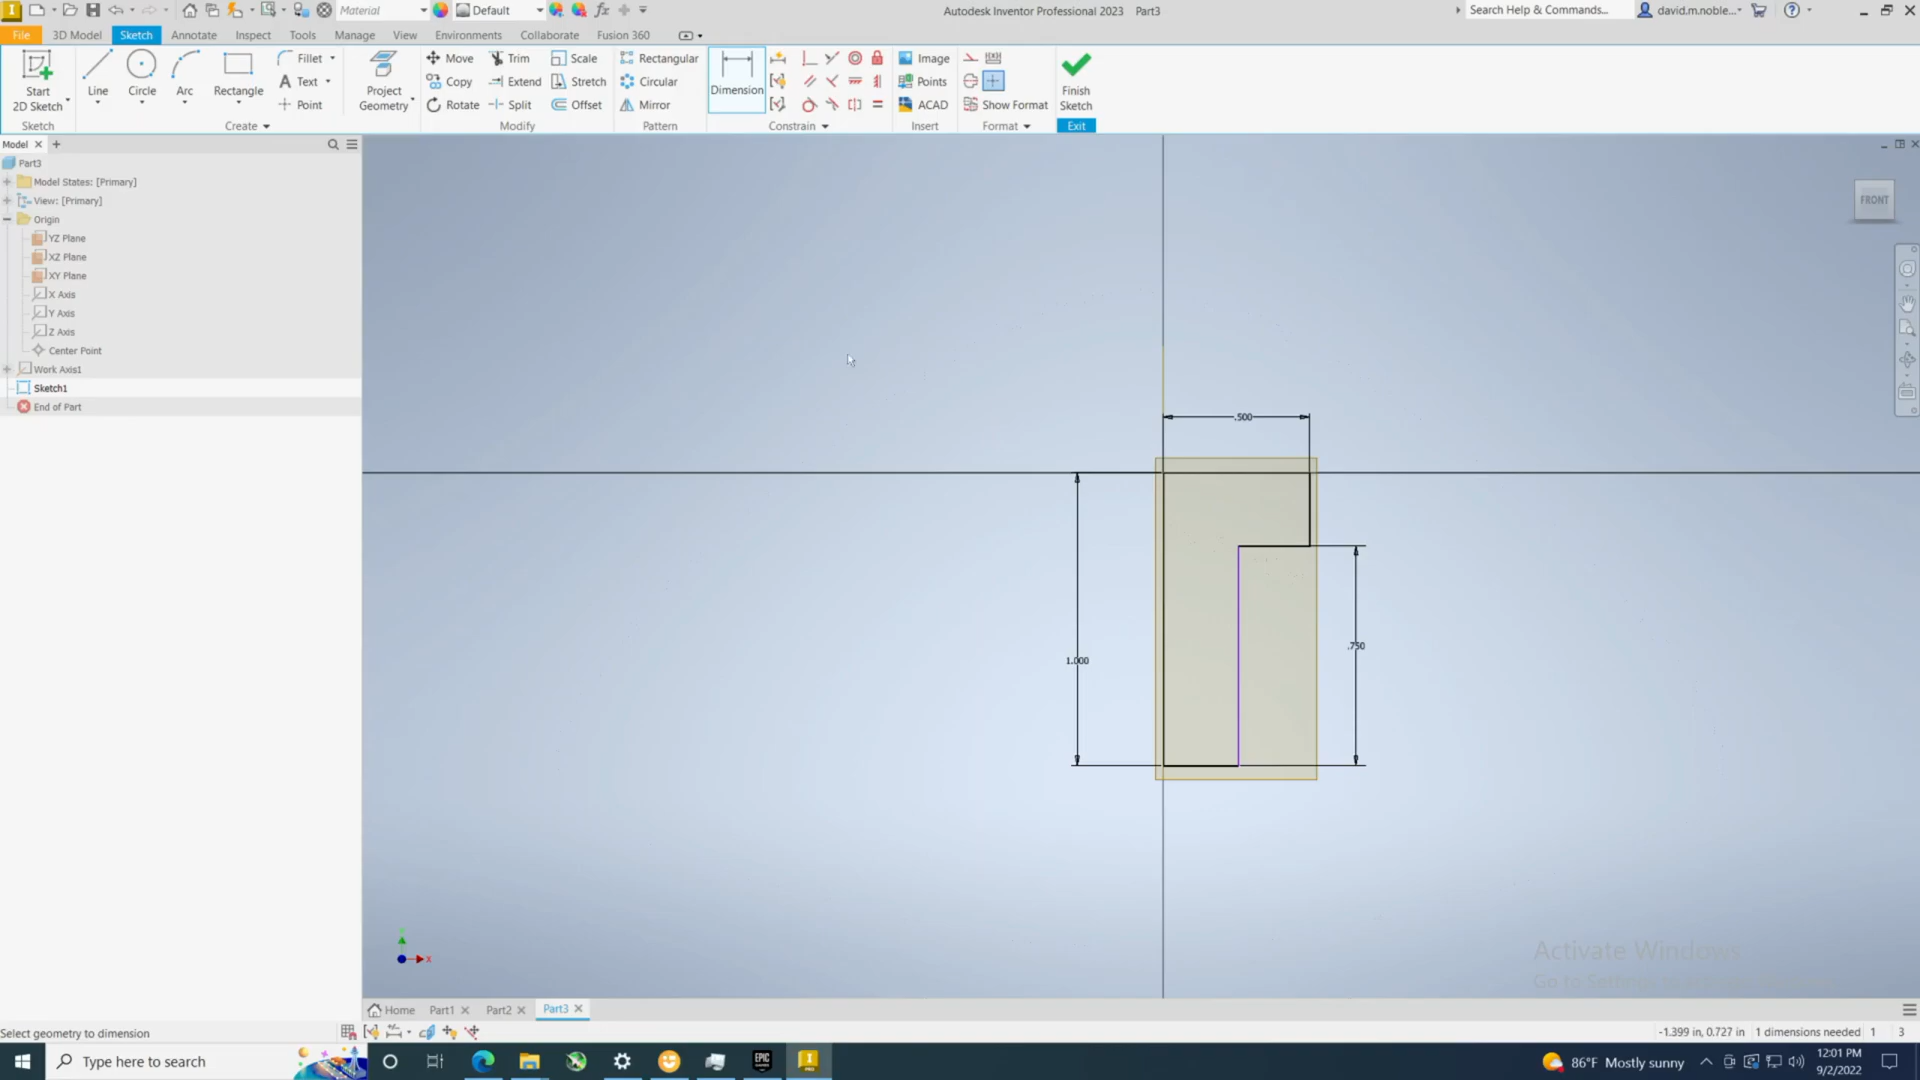 Material
Default
fx
Autodesk Inventor Professional 2023 Part3
Search Help & Commands...
david.m.noble...
File 3D Model Sketch Annotate Inspect Tools Manage View Environments Collaborate Fusion 360
Start
2D Sketch
Line
Circle
Arc
Rectangle
Fillet
Text
Point
Project
Geometry
Move
Copy
Rotate
Trim
Extend
Split
Scale
Stretch
Offset
Rectangular
Circular
Mirror
Dimension
Image
Points
ACAD
Show Format
Finish
Sketch
Sketch Create Modify Pattern Constrain Insert Format Exit
Model
Part3
Model States: [Primary]
View: [Primary]
Origin
YZ Plane
XZ Plane
XY Plane
X Axis
Y Axis
Z Axis
Center Point
Work Axis1
Sketch1
End of Part
FRONT
.500
1.000
.750
X
Activate Windows
Home Part1 Part2 Part3
Select geometry to dimension
-1.399 in, 0.727 in 1 dimensions needed 1 3
Type here to search
EPIC
GAMES
I
PRO
86°F Mostly sunny
12:01 PM
9/2/2022